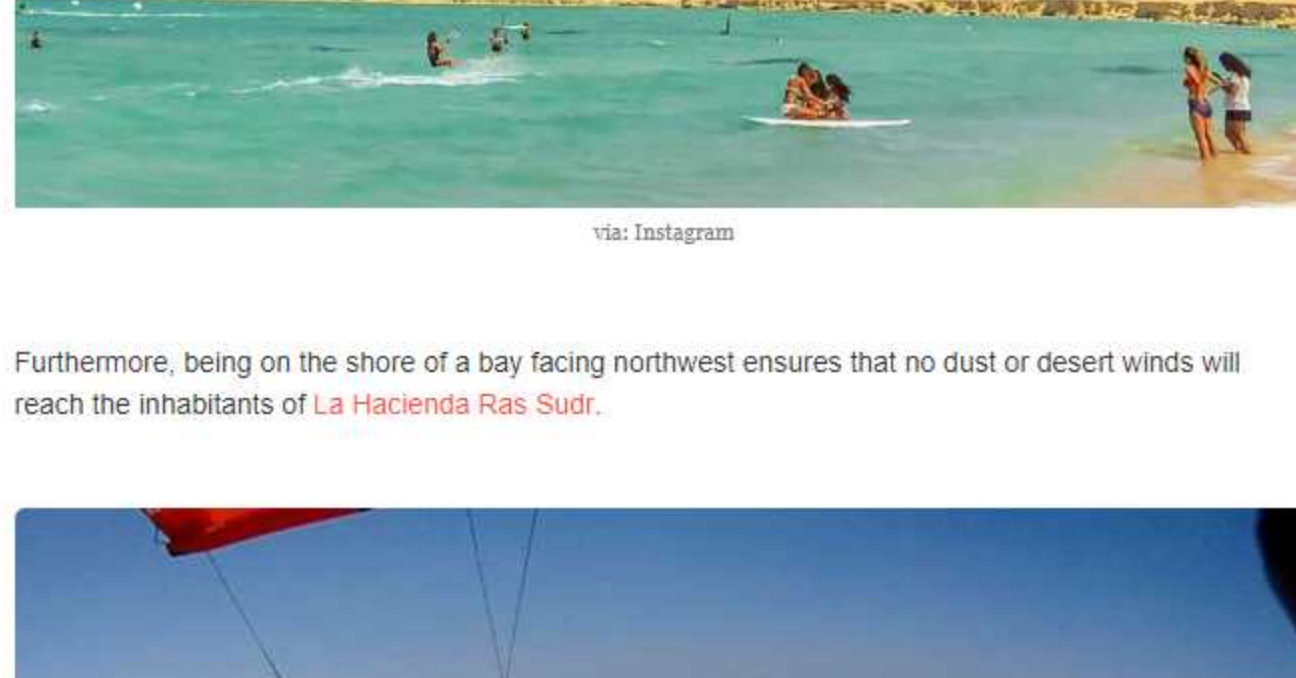 via: Instagram
Furthermore, being on the shore of a bay facing northwest ensures that no dust or desert winds will
reach the inhabitants of La Hacienda Ras Sudr.